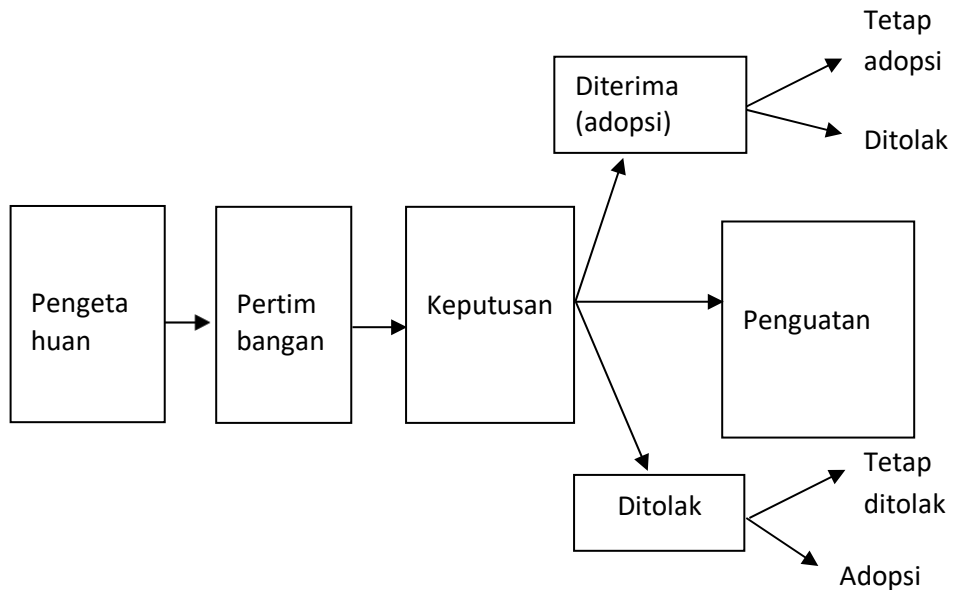 Tetap
adopsi
Diterima
(adopsi)
Ditolak
Pengeta
huan
Pertim
bangan
Keputusan
Penguatan
Tetap
ditolak
Ditolak
Adopsi